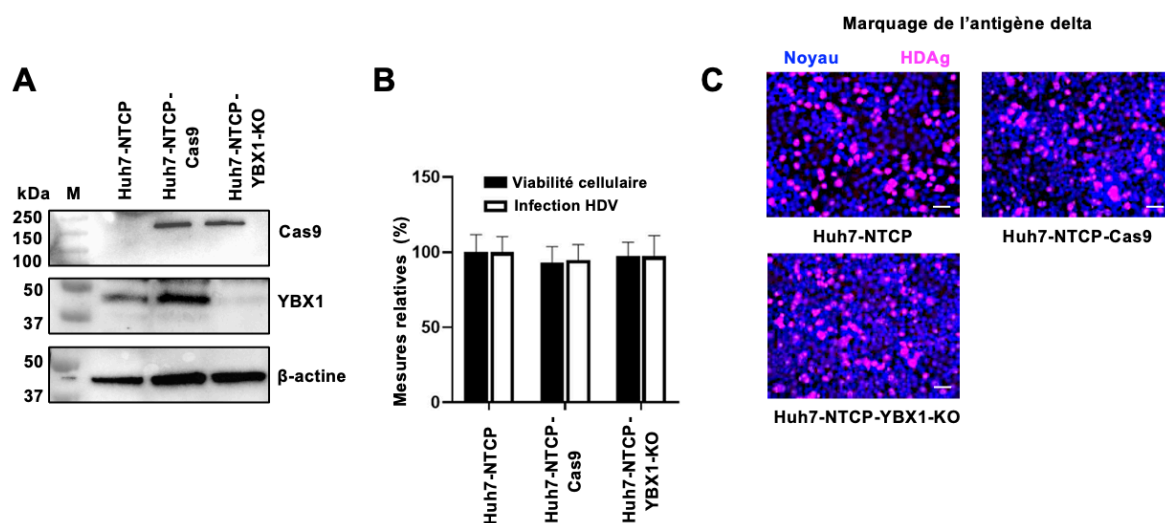 Marquage de l’antigène delta
A
Huh7-NTCP
Huh7-NTCP-
Cas9
Huh7-NTCP-
YBX1-KO
kDa
M
250
150
100
Cas9
50
37
YBX1
50
37
β-actine
B
Viabilité cellulaire
Infection HDV
Mesures relatives (%)
150
100
50
0
Huh7-NTCP
Huh7-NTCP-
Cas9
Huh7-NTCP-
YBX1-KO
C
Noyau HDAg
Huh7-NTCP
Huh7-NTCP-Cas9
Huh7-NTCP-YBX1-KO